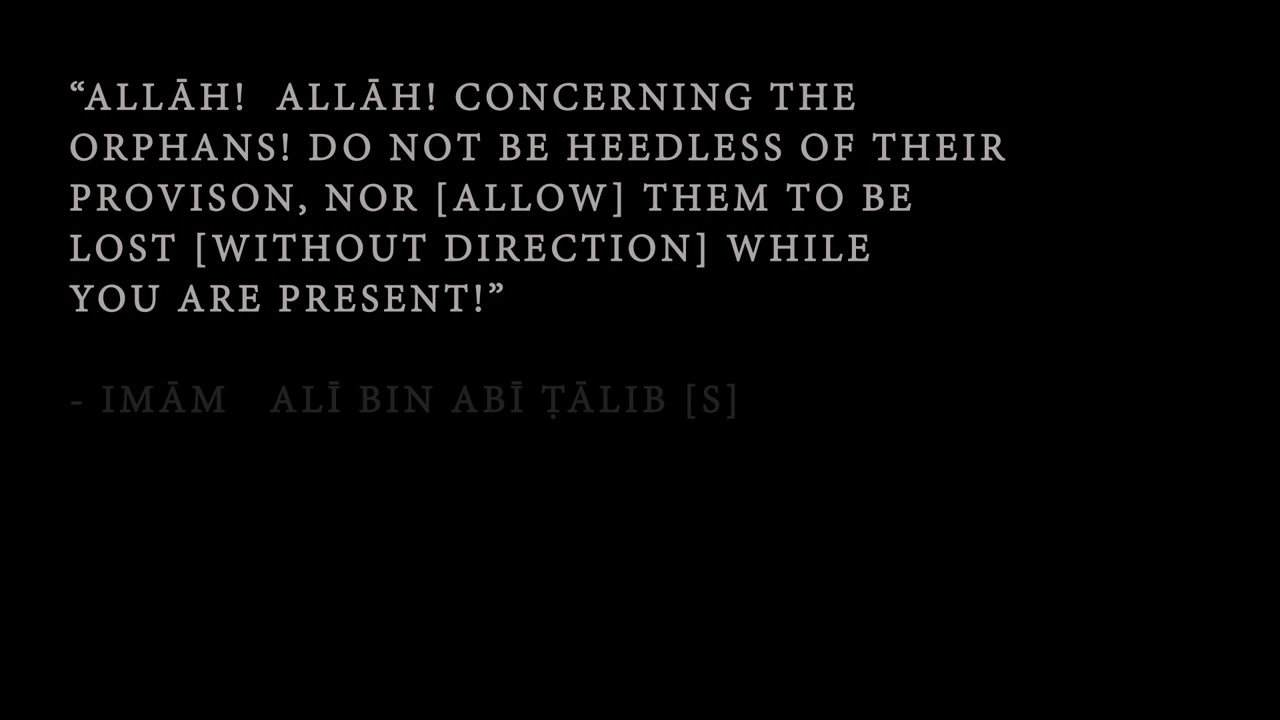 “ALLĀH!  ALLĀH! CONCERNING THE
ORPHANS! DO NOT BE HEEDLESS OF THEIR
PROVISON, NOR [ALLOW] THEM TO BE
LOST [WITHOUT DIRECTION] WHILE
YOU ARE PRESENT!”
- IMĀM   ALĪ BIN ABĪ ṬĀLIB [S]